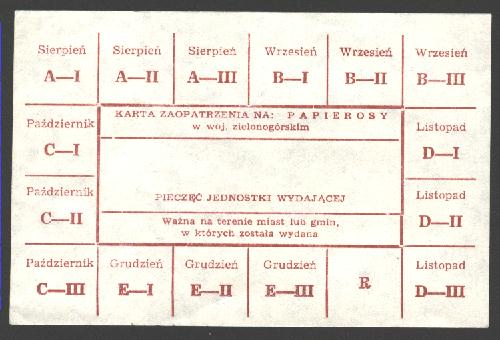 Sierpień Sierpień Sierpień Wrzesień Wrzesień Wrzesień
A—I A—II A—III B—I B—II B—III
Październik
C—I
KARTA ZAOPATRZENIA NA: PAPIEROSY
w woj. zielonogórskim
Listopad
D—I
Październik
C—II
PIECZĘĆ JEDNOSTKI WYDAJĄCEJ
Ważna na terenie miast lub gmin,
w których została wydana
Listopad
D—II
Październik Grudzień Grudzień Grudzień Listopad
C—III E—I E—II E—III R D—III